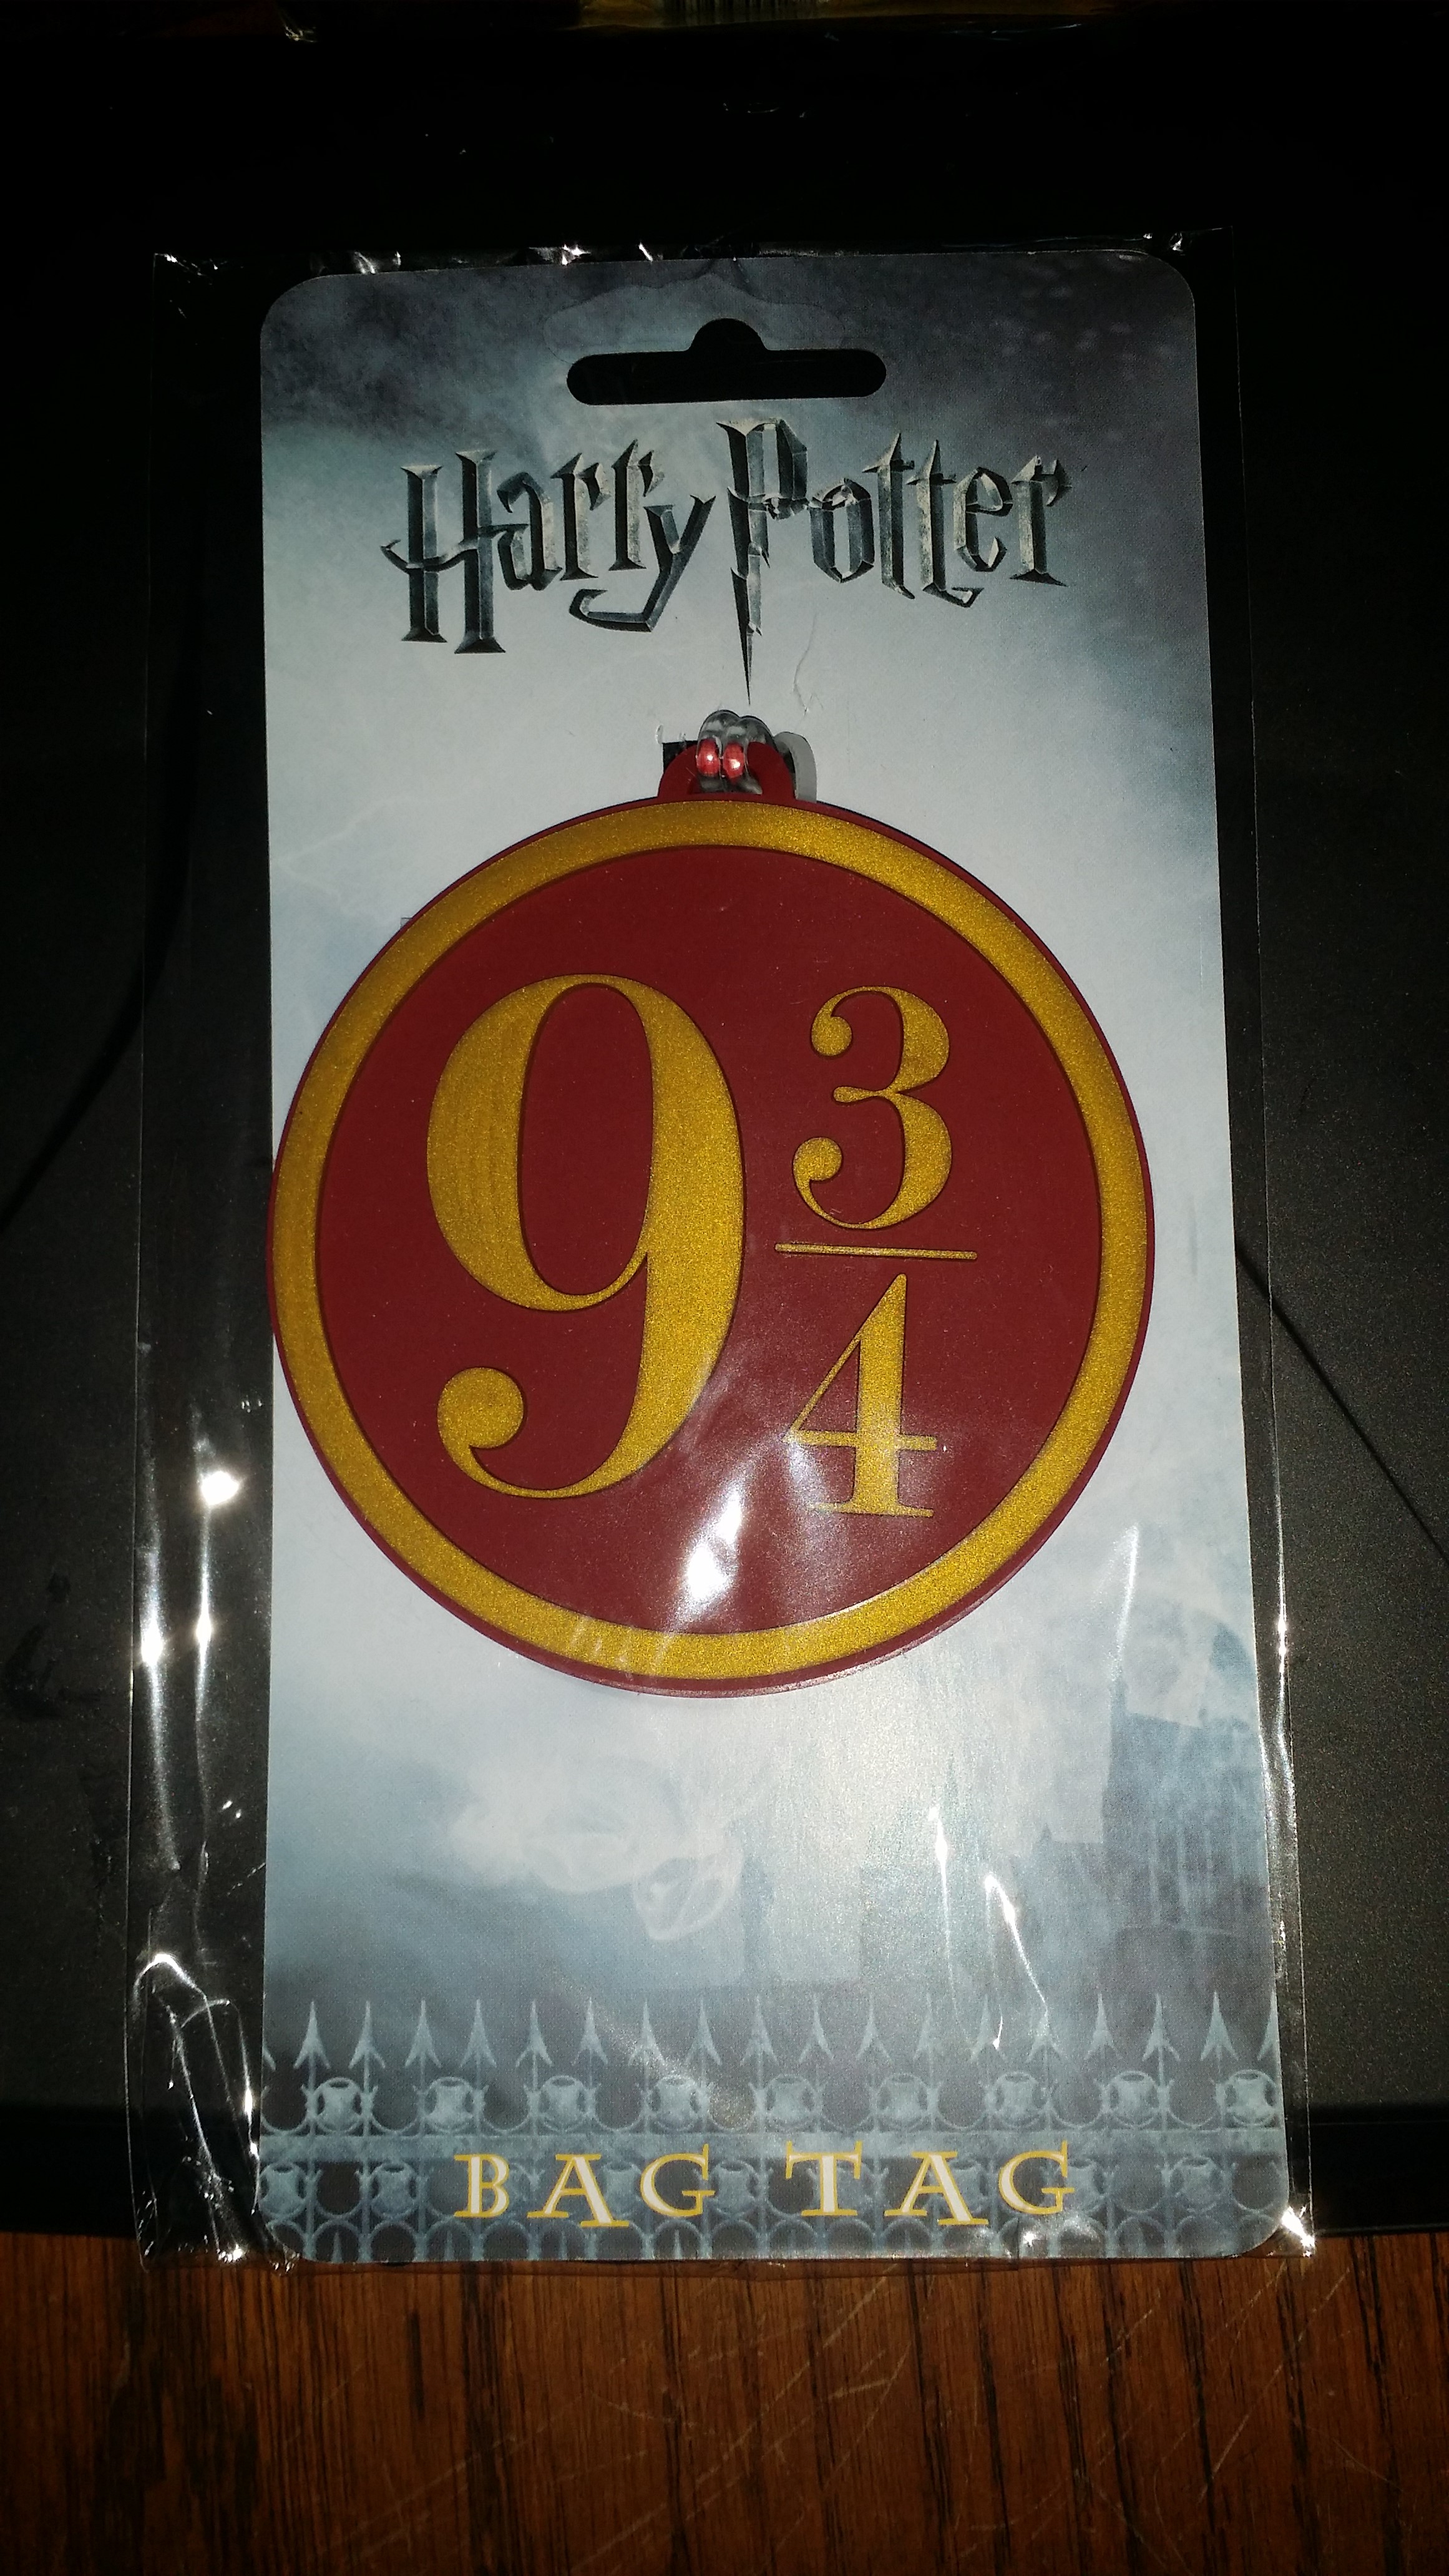 Harry Potter
9 3/4
BAG TAG